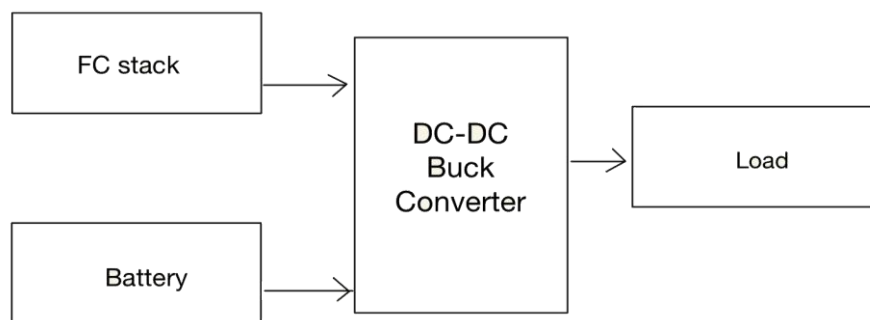 FC stack
DC-DC
Buck
Converter
Load
Battery